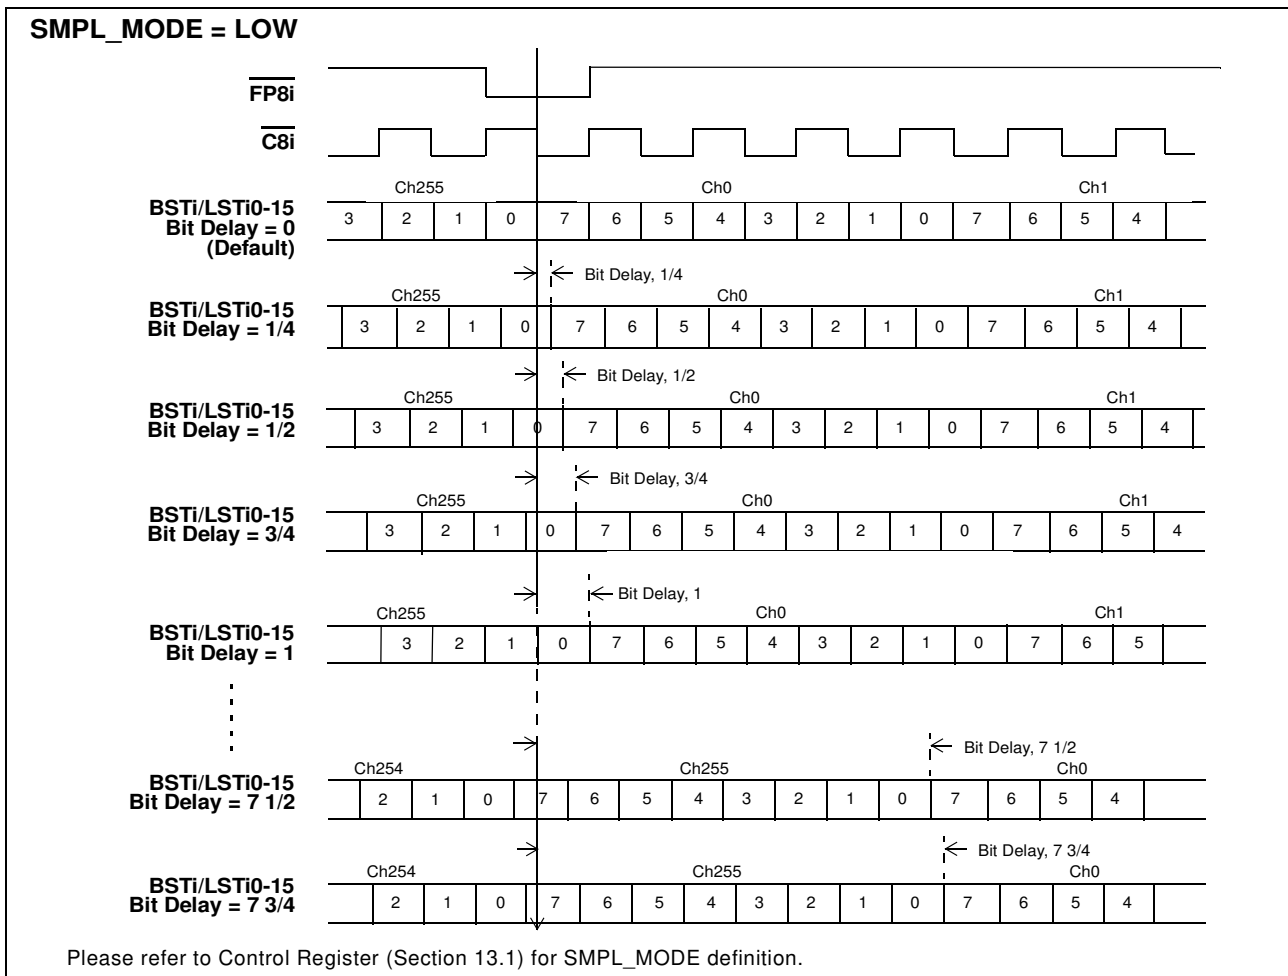 SMPL_MODE = LOW
FP8i
C8i
Ch255 Ch0 Ch1
BSTi/LSTi0-15
Bit Delay = 0
(Default)
3 2 1 0 7 6 5 4 3 2 1 0 7 6 5 4
Bit Delay, 1/4
Ch255 Ch0 Ch1
BSTi/LSTi0-15
Bit Delay = 1/4
3 2 1 0 7 6 5 4 3 2 1 0 7 6 5 4
Bit Delay, 1/2
Ch255 Ch0 Ch1
BSTi/LSTi0-15
Bit Delay = 1/2
3 2 1 0 7 6 5 4 3 2 1 0 7 6 5 4
Bit Delay, 3/4
Ch255 Ch0 Ch1
BSTi/LSTi0-15
Bit Delay = 3/4
3 2 1 0 7 6 5 4 3 2 1 0 7 6 5 4
Bit Delay, 1
Ch255 Ch0 Ch1
BSTi/LSTi0-15
Bit Delay = 1
3 2 1 0 7 6 5 4 3 2 1 0 7 6 5
Bit Delay, 7 1/2
Ch254 Ch255 Ch0
BSTi/LSTi0-15
Bit Delay = 7 1/2
2 1 0 7 6 5 4 3 2 1 0 7 6 5 4
Bit Delay, 7 3/4
Ch254 Ch255 Ch0
BSTi/LSTi0-15
Bit Delay = 7 3/4
2 1 0 7 6 5 4 3 2 1 0 7 6 5 4
Please refer to Control Register (Section 13.1) for SMPL_MODE definition.